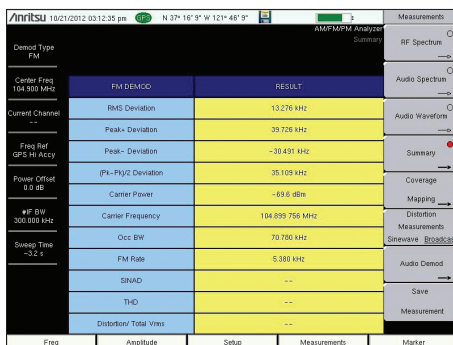 Anritsu 10/21/2012 03:12:35 pm GPS N 37° 16' 9" W 121° 46' 9"
Measurements
AM/FM/PM Analyzer
Summary
Demod Type
FM
Center Freq
104.900 MHz
Current Channel
--
Freq Ref
GPS Hi Accy
Power Offset
0.0 dB
#IF BW
300.000 kHz
Sweep Time
~3.2 s
FM DEMOD RESULT
RMS Deviation 13.276 kHz
Peak+ Deviation 39.726 kHz
Peak- Deviation -30.491 kHz
(Pk-Pk)/2 Deviation 35.109 kHz
Carrier Power -69.6 dBm
Carrier Frequency 104.899 756 MHz
Occ BW 70.780 kHz
FM Rate 5.380 kHz
SINAD --
THD --
Distortion/ Total Vrms --
RF Spectrum
Audio Spectrum
Audio Waveform
Summary
Coverage
Mapping
Distortion
Measurements
Sinewave Broadcas
Audio Demod
Save
Measurement
Freq Amplitude Setup Measurements Marker